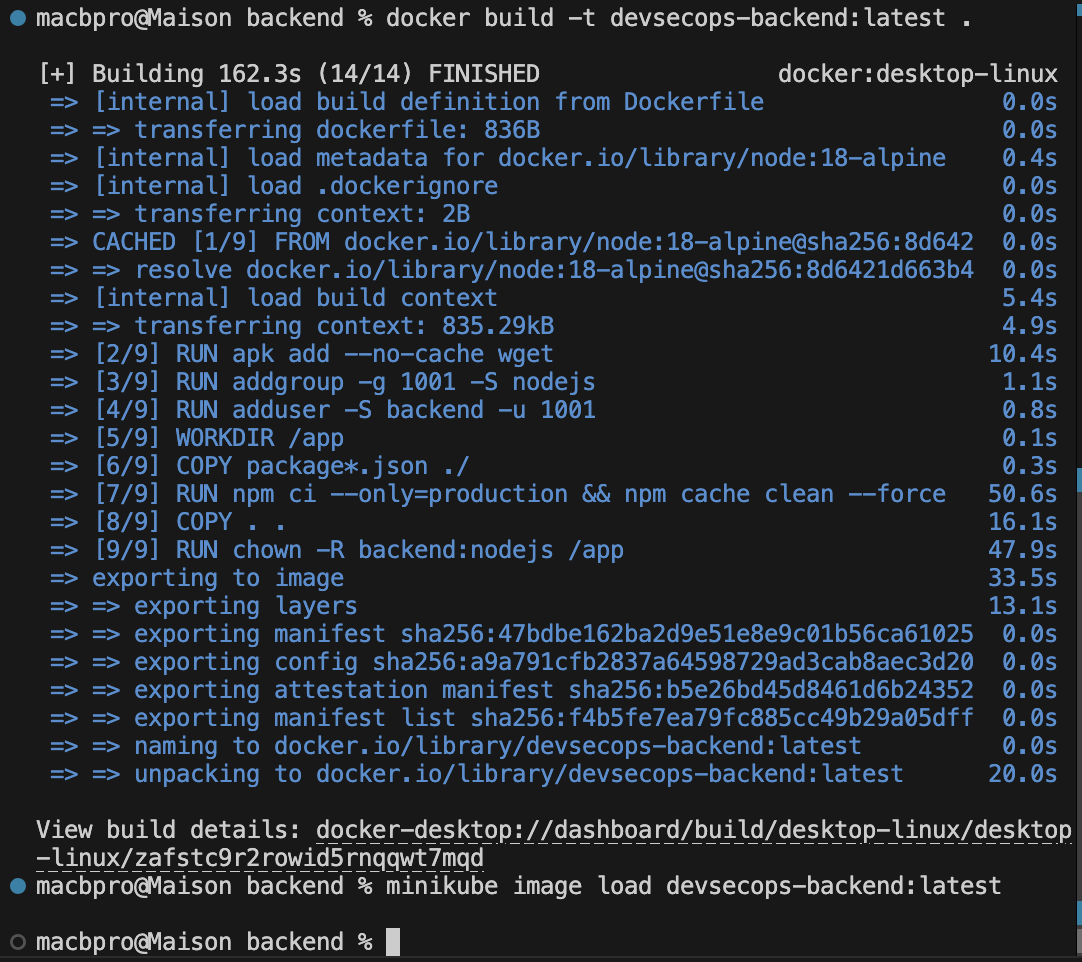 macbpro@Maison backend % docker build -t devsecops-backend:latest .
[+] Building 162.3s (14/14) FINISHED docker:desktop-linux
=> [internal] load build definition from Dockerfile 0.0s
=> => transferring dockerfile: 836B 0.0s
=> [internal] load metadata for docker.io/library/node:18-alpine 0.4s
=> [internal] load .dockerignore 0.0s
=> => transferring context: 2B 0.0s
=> CACHED [1/9] FROM docker.io/library/node:18-alpine@sha256:8d642 0.0s
=> => resolve docker.io/library/node:18-alpine@sha256:8d6421d663b4 0.0s
=> [internal] load build context 5.4s
=> => transferring context: 835.29kB 4.9s
=> [2/9] RUN apk add --no-cache wget 10.4s
=> [3/9] RUN addgroup -g 1001 -S nodejs 1.1s
=> [4/9] RUN adduser -S backend -u 1001 0.8s
=> [5/9] WORKDIR /app 0.1s
=> [6/9] COPY package*.json ./ 0.3s
=> [7/9] RUN npm ci --only=production && npm cache clean --force 50.6s
=> [8/9] COPY . . 16.1s
=> [9/9] RUN chown -R backend:nodejs /app 47.9s
=> exporting to image 33.5s
=> => exporting layers 13.1s
=> => exporting manifest sha256:47bdbe162ba2d9e51e8e9c01b56ca61025 0.0s
=> => exporting config sha256:a9a791cfb2837a64598729ad3cab8aec3d20 0.0s
=> => exporting attestation manifest sha256:b5e26bd45d8461d6b24352 0.0s
=> => exporting manifest list sha256:f4b5fe7ea79fc885cc49b29a05dff 0.0s
=> => naming to docker.io/library/devsecops-backend:latest 0.0s
=> => unpacking to docker.io/library/devsecops-backend:latest 20.0s
View build details: docker-desktop://dashboard/build/desktop-linux/desktop
-linux/zafstc9r2rowid5rnqqwt7mqd
macbpro@Maison backend % minikube image load devsecops-backend:latest
macbpro@Maison backend %